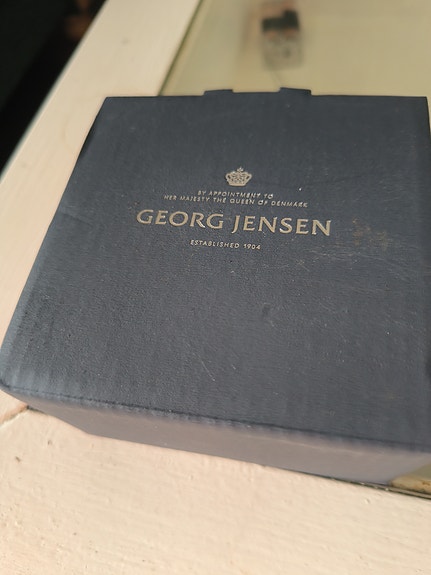 BY APPOINTMENT TO
HER MAJESTY THE QUEEN OF DENMARK
GEORG JENSEN
ESTABLISHED 1904